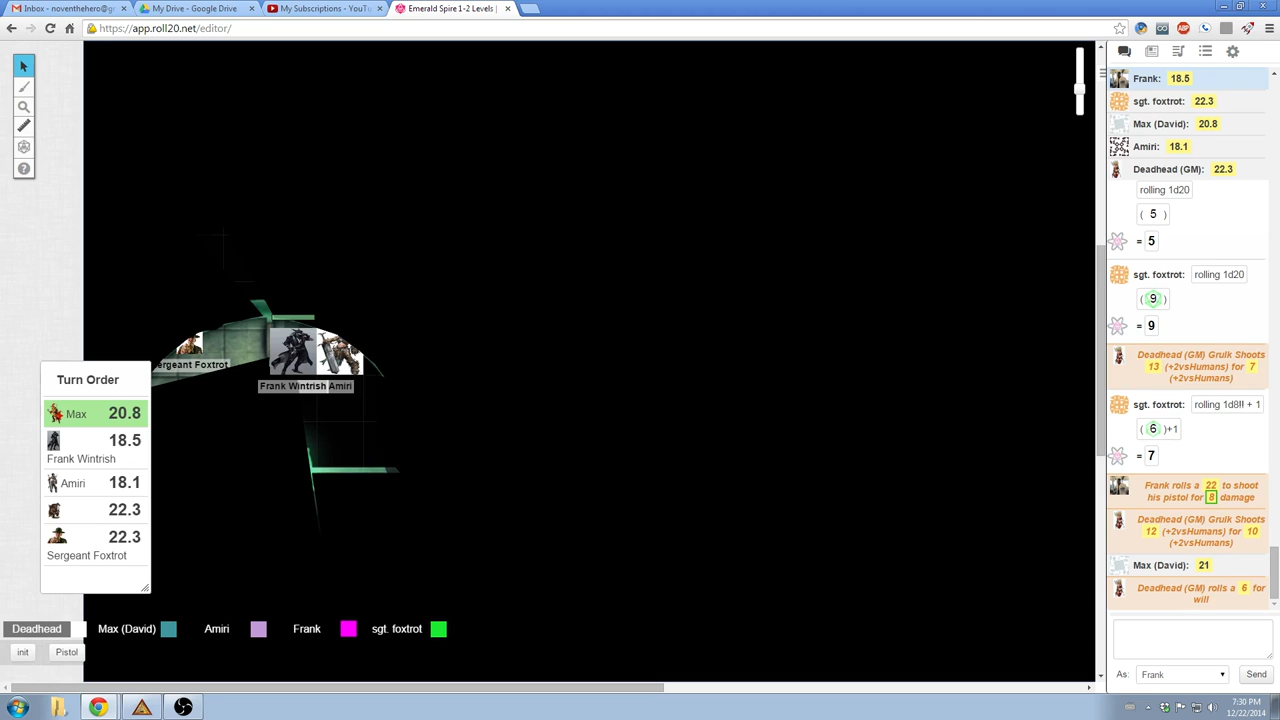 Inbox - noventhero@gmai
My Drive - Google Drive
My Subscriptions - YouTu
Emerald Spire 1-2 Levels |
https://app.roll20.net/editor/
Frank: 18.5
sgt. foxtrot: 22.3
Max (David): 20.8
Amiri: 18.1
Deadhead (GM): 22.3
rolling 1d20
( 5 )
= 5
sgt. foxtrot: rolling 1d20
( 9 )
= 9
Deadhead (GM) Grulk Shoots
13 (+2vsHumans) for 7
(+2vsHumans)
sgt. foxtrot: rolling 1d8!! + 1
( 6 )+1
= 7
Frank rolls a 22 to shoot
his pistol for 8 damage
Deadhead (GM) Grulk Shoots
12 (+2vsHumans) for 10
(+2vsHumans)
Max (David): 21
Deadhead (GM) rolls a 6 for
will
As: Frank Send
ergeant Foxtrot
Frank Wintrish Amiri
Turn Order
Max 20.8
18.5
Frank Wintrish
Amiri 18.1
22.3
22.3
Sergeant Foxtrot
Deadhead Max (David) Amiri Frank sgt. foxtrot
init Pistol
7:30 PM
12/22/2014